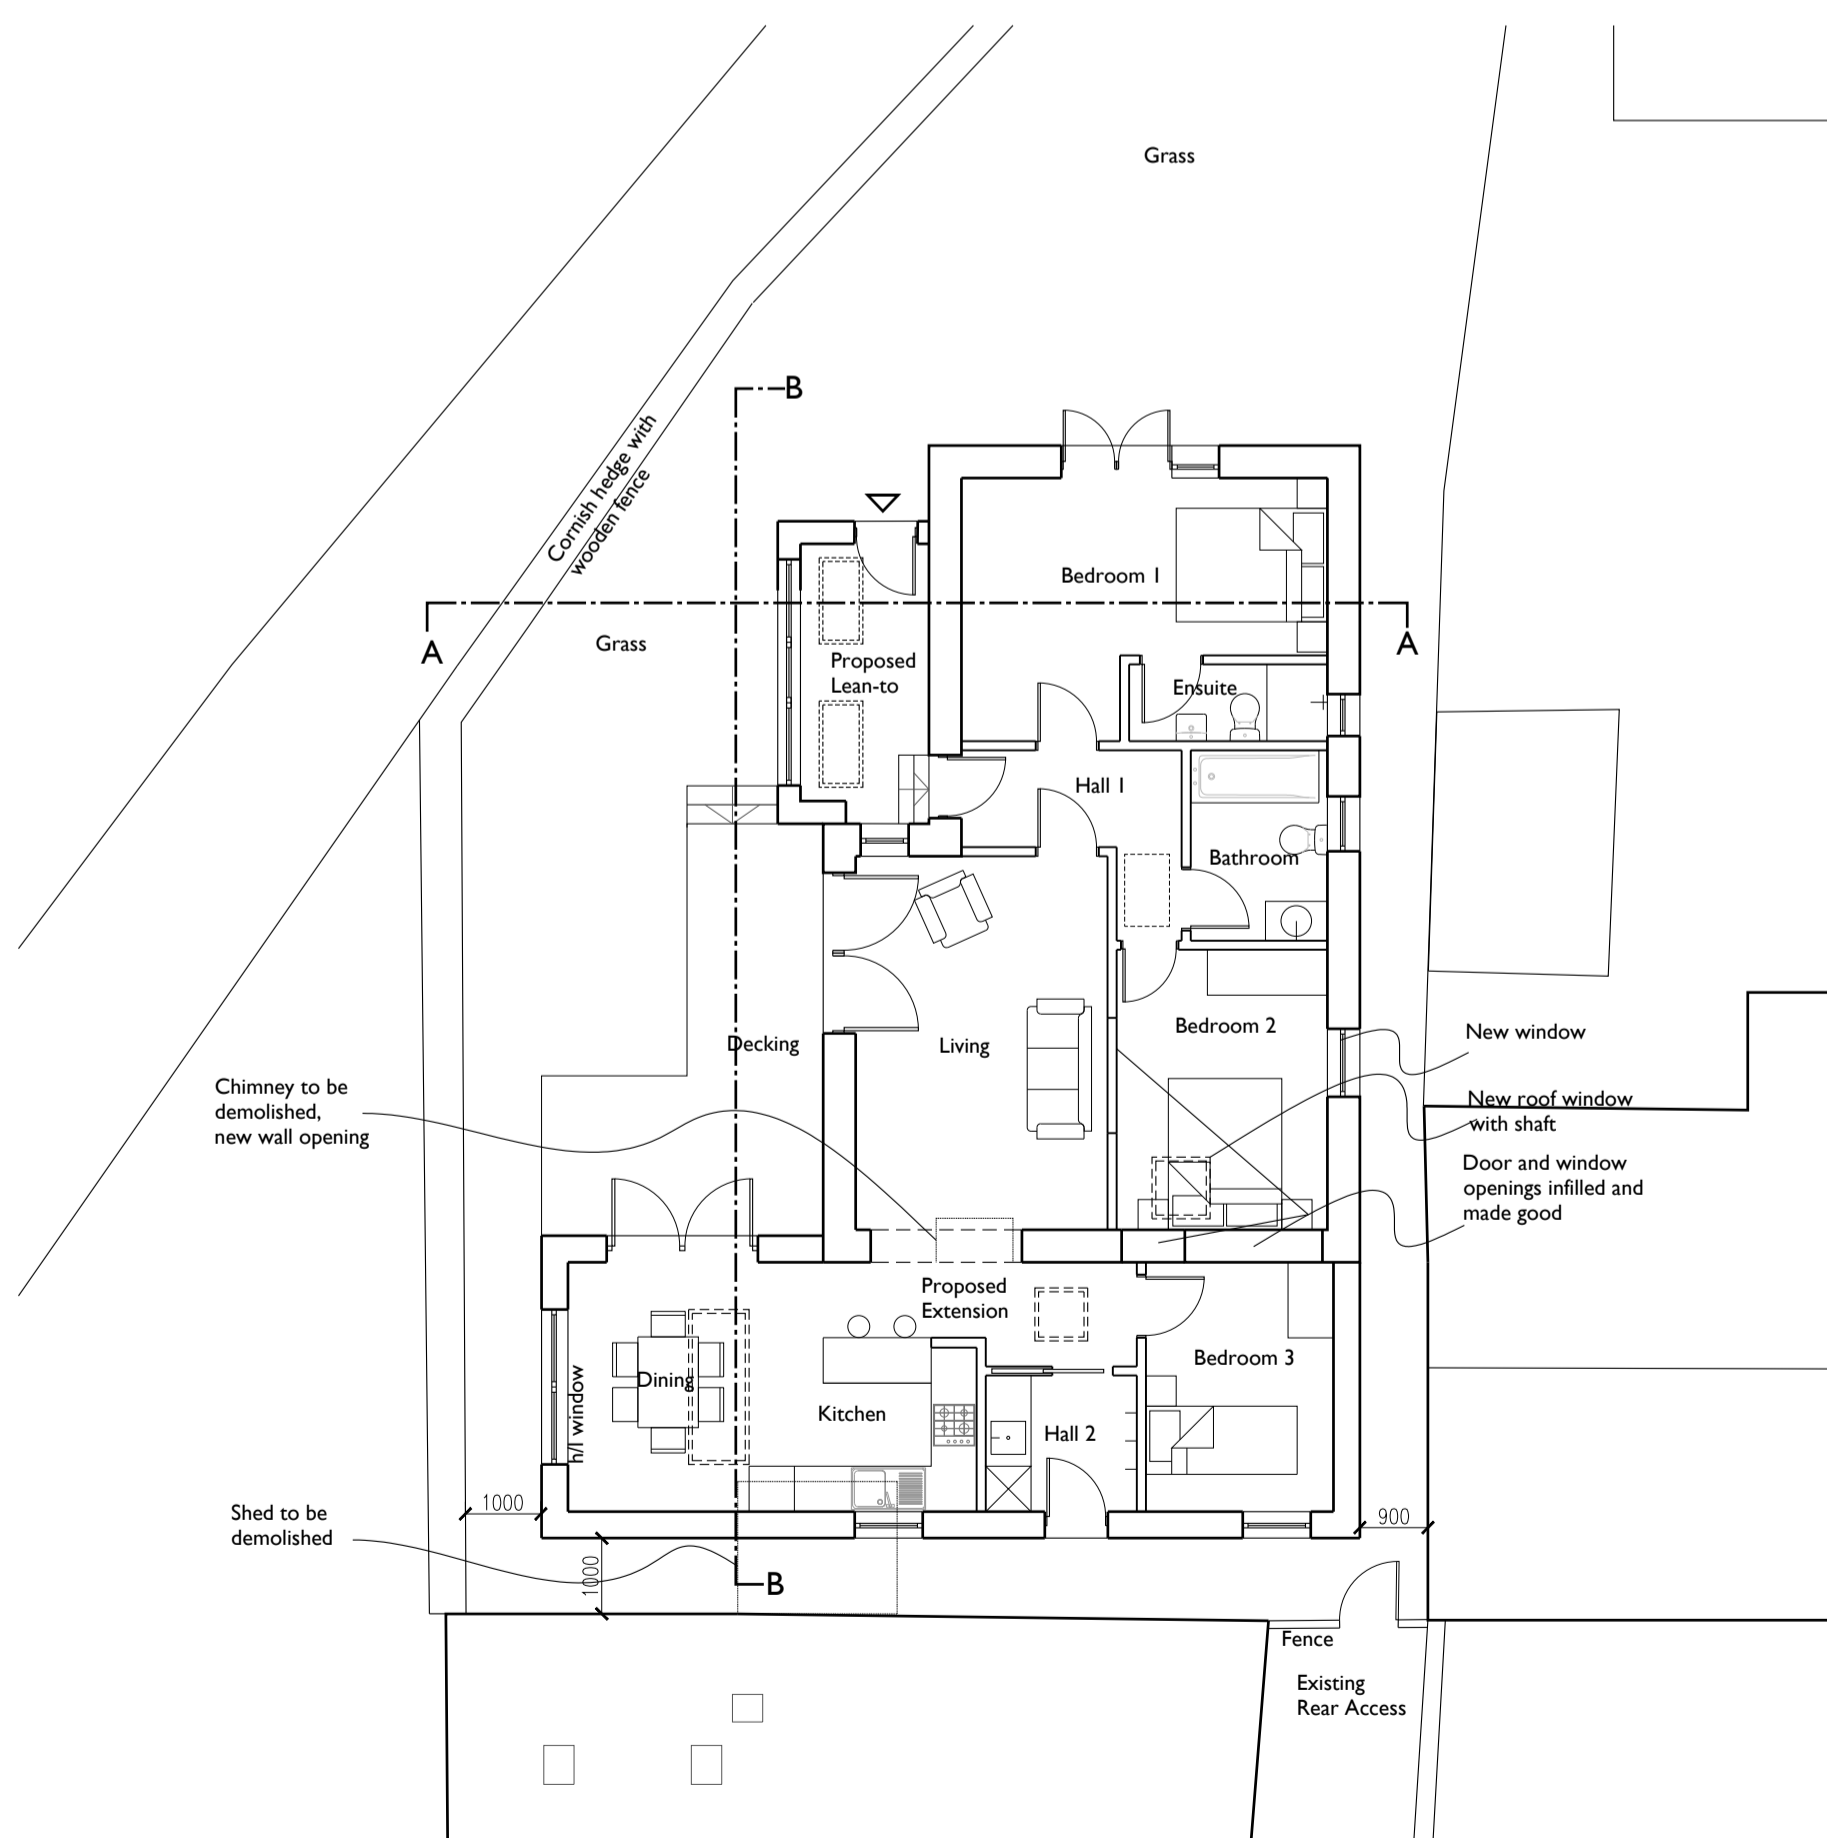 Grass
B
Cornish hedge with
wooden fence
Bedroom 1
A
Grass
A
Proposed
Lean-to
Ensuite
Hall 1
Bathroom
Bedroom 2
New window
Decking
Living
Chimney to be
demolished,
new wall opening
New roof window
with shaft
Door and window
openings infilled and
made good
Proposed
Extension
Bedroom 3
Dining
h/l window
Kitchen
Hall 2
1000
Shed to be
demolished
900
1000
B
Fence
Existing
Rear Access